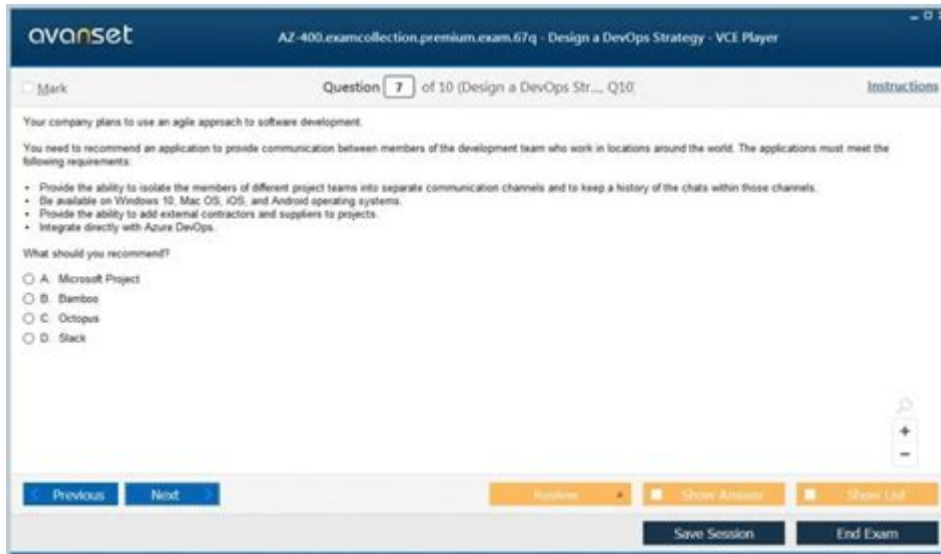 avanset
AZ-400.examcollection.premium.exam.67q - Design a DevOps Strategy - VCE Player
Mark
Question 7 of 10 (Design a DevOps Str..., Q10)
Instructions
Your company plans to use an agile approach to software development.
You need to recommend an application to provide communication between members of the development team who work in locations around the world. The applications must meet the
following requirements:
• Provide the ability to isolate the members of different project teams into separate communication channels and to keep a history of the chats within those channels.
• Be available on Windows 10, Mac OS, iOS, and Android operating systems.
• Provide the ability to add external contractors and suppliers to projects.
• Integrate directly with Azure DevOps.
What should you recommend?
A. Microsoft Project
B. Bamboo
C. Octopus
D. Slack
Previous
Next
Review
Show Answer
Show List
Save Session
End Exam